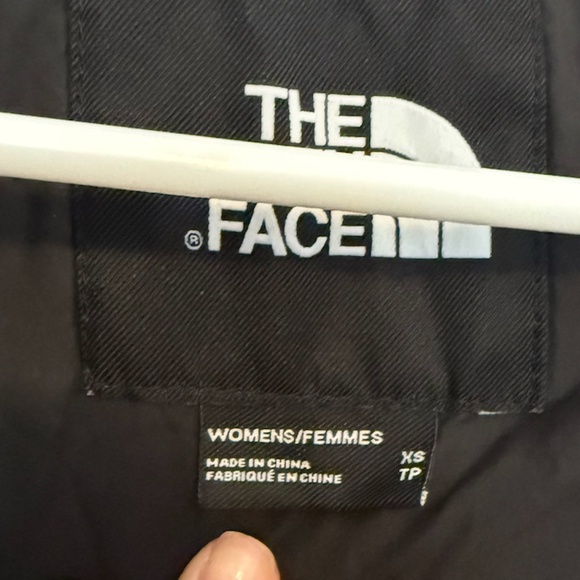 THE
®FACE
WOMENS/FEMMES
XS
MADE IN CHINA
TP
FABRIQUÉ EN CHINE